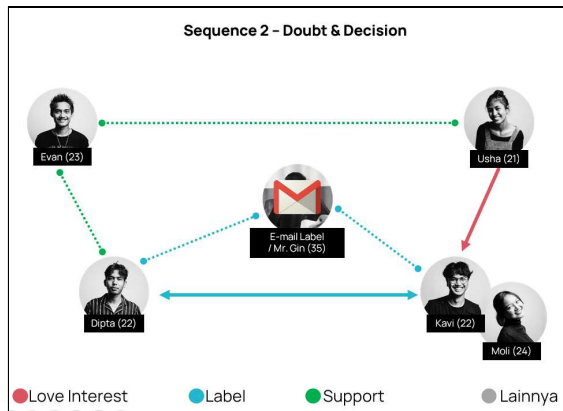 Sequence 2 – Doubt & Decision
Evan (23)
Usha (21)
E-mail Label
/ Mr. Gin (35)
Dipta (22)
Kavi (22)
Moli (24)
Love Interest
Label
Support
Lainnya